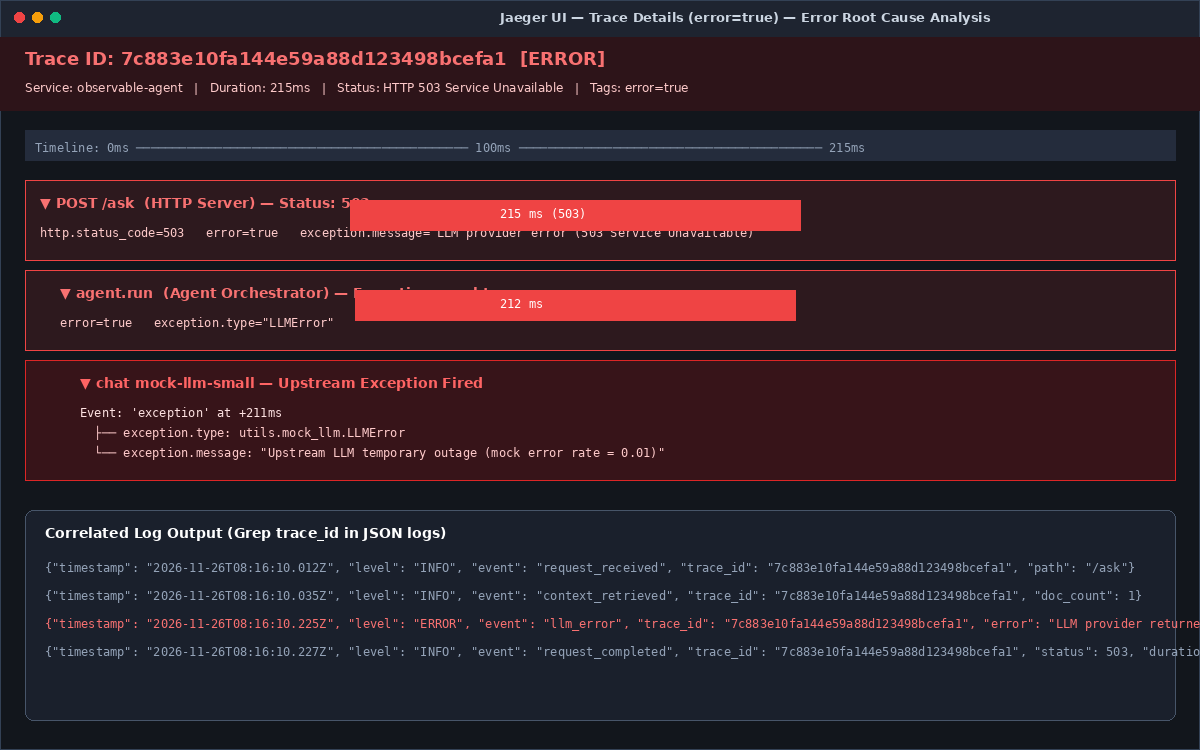 Jaeger UI — Trace Details (error=true) — Error Root Cause Analysis
Trace ID: 7c883e10fa144e59a88d123498bcefa1 [ERROR]
Service: observable-agent | Duration: 215ms | Status: HTTP 503 Service Unavailable | Tags: error=true
Timeline: 0ms ────────────────────────────────────────────── 100ms ────────────────────────────────────────── 215ms
▼ POST /ask (HTTP Server) — Status:
215 ms (503)
http.status_code=503 error=true exception.message= LLM provider error (503 Service Unavailable)
▼ agent.run (Agent Orchestrator) —
212 ms
error=true exception.type="LLMError"
▼ chat mock-llm-small — Upstream Exception Fired
Event: 'exception' at +211ms
├── exception.type: utils.mock_llm.LLMError
└── exception.message: "Upstream LLM temporary outage (mock error rate = 0.01)"
Correlated Log Output (Grep trace_id in JSON logs)
{"timestamp": "2026-11-26T08:16:10.012Z", "level": "INFO", "event": "request_received", "trace_id": "7c883e10fa144e59a88d123498bcefa1", "path": "/ask"}
{"timestamp": "2026-11-26T08:16:10.035Z", "level": "INFO", "event": "context_retrieved", "trace_id": "7c883e10fa144e59a88d123498bcefa1", "doc_count": 1}
{"timestamp": "2026-11-26T08:16:10.225Z", "level": "ERROR", "event": "llm_error", "trace_id": "7c883e10fa144e59a88d123498bcefa1", "error": "LLM provider returne
{"timestamp": "2026-11-26T08:16:10.227Z", "level": "INFO", "event": "request_completed", "trace_id": "7c883e10fa144e59a88d123498bcefa1", "status": 503, "duratio